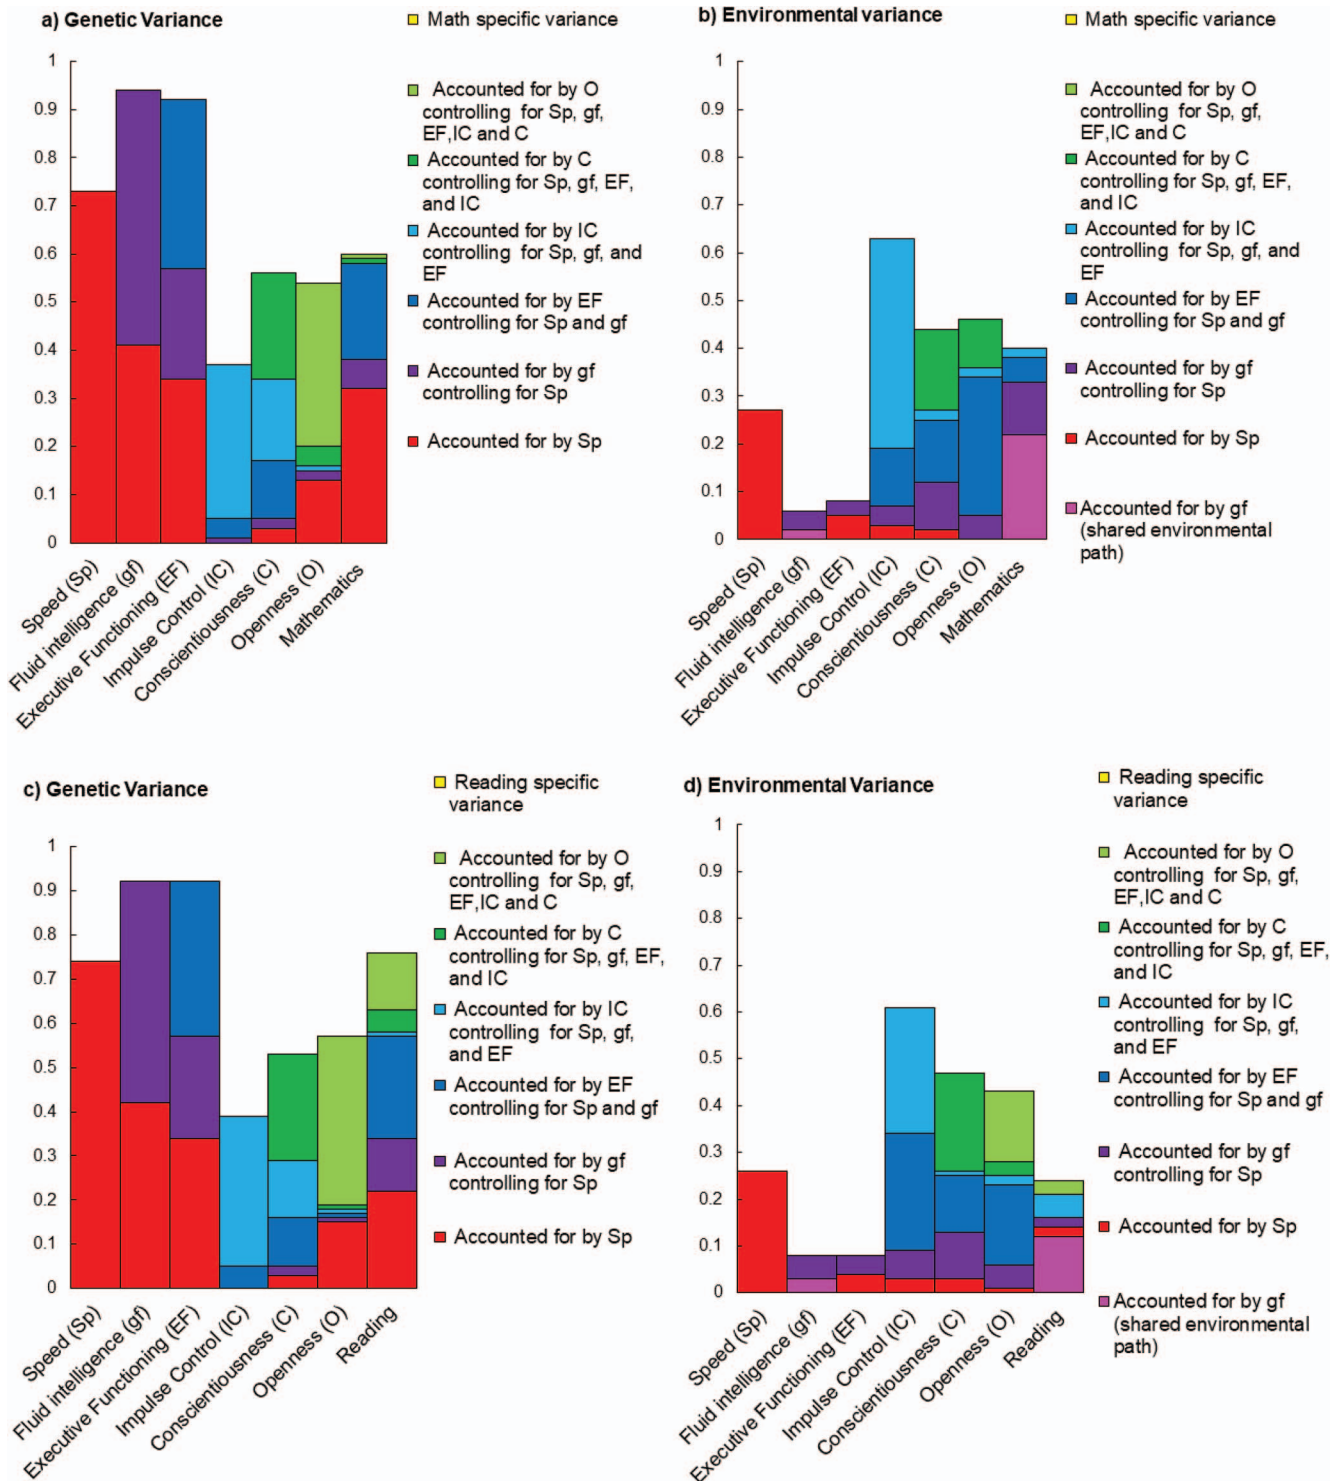 a) Genetic Variance
Math specific variance
1
0.9
0.8
0.7
0.6
0.5
0.4
0.3
0.2
0.1
0
Accounted for by O
controlling for Sp, gf,
EF,IC and C
Accounted for by C
controlling for Sp, gf, EF,
and IC
Accounted for by IC
controlling for Sp, gf, and
EF
Accounted for by EF
controlling for Sp and gf
Accounted for by gf
controlling for Sp
Accounted for by Sp
Speed (Sp)
Fluid intelligence (gf)
Executive Functioning (EF)
Impulse Control (IC)
Conscientiousness (C)
Openness (O)
Mathematics
b) Environmental variance
Math specific variance
1
0.9
0.8
0.7
0.6
0.5
0.4
0.3
0.2
0.1
0
Accounted for by O
controlling for Sp, gf,
EF,IC and C
Accounted for by C
controlling for Sp, gf, EF,
and IC
Accounted for by IC
controlling for Sp, gf, and
EF
Accounted for by EF
controlling for Sp and gf
Accounted for by gf
controlling for Sp
Accounted for by Sp
Accounted for by gf
(shared environmental
path)
Speed (Sp)
Fluid intelligence (gf)
Executive Functioning (EF)
Impulse Control (IC)
Conscientiousness (C)
Openness (O)
Mathematics
c) Genetic Variance
Reading specific
variance
1
0.9
0.8
0.7
0.6
0.5
0.4
0.3
0.2
0.1
0
Accounted for by O
controlling for Sp, gf,
EF,IC and C
Accounted for by C
controlling for Sp, gf, EF,
and IC
Accounted for by IC
controlling for Sp, gf,
and EF
Accounted for by EF
controlling for Sp and gf
Accounted for by gf
controlling for Sp
Accounted for by Sp
Speed (Sp)
Fluid intelligence (gf)
Executive Functioning (EF)
Impulse Control (IC)
Conscientiousness (C)
Openness (O)
Reading
d) Environmental Variance
Reading specific
variance
1
0.9
0.8
0.7
0.6
0.5
0.4
0.3
0.2
0.1
0
Accounted for by O
controlling for Sp, gf,
EF,IC and C
Accounted for by C
controlling for Sp, gf, EF,
and IC
Accounted for by IC
controlling for Sp, gf,
and EF
Accounted for by EF
controlling for Sp and gf
Accounted for by gf
controlling for Sp
Accounted for by Sp
Accounted for by gf
(shared environmental
path)
Speed (Sp)
Fluid intelligence (gf)
Executive Functioning (EF)
Impulse Control (IC)
Conscientiousness (C)
Openness (O)
Reading